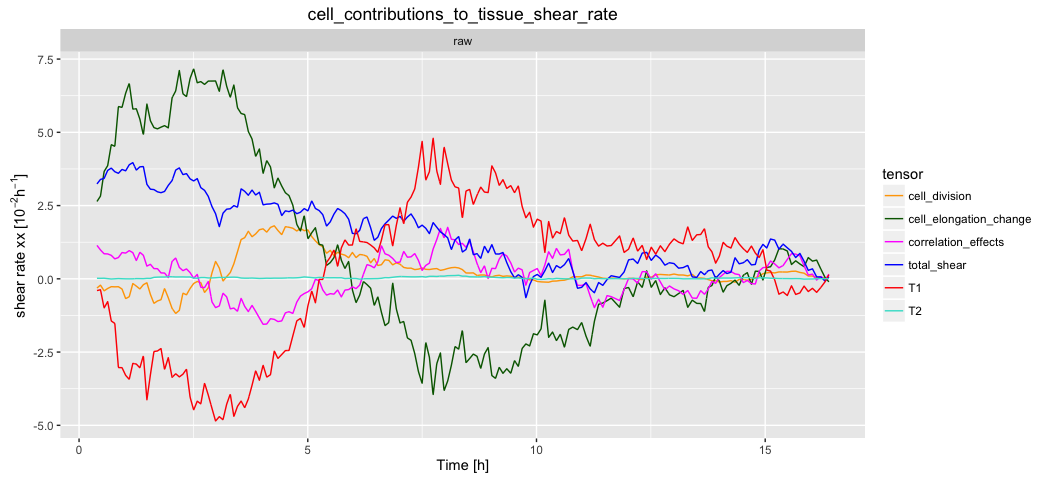 cell_contributions_to_tissue_shear_rate
raw
7.5
5.0
2.5
0.0
-2.5
-5.0
shear rate xx [10⁻²h⁻¹]
0
5
10
15
Time [h]
tensor
cell_division
cell_elongation_change
correlation_effects
total_shear
T1
T2